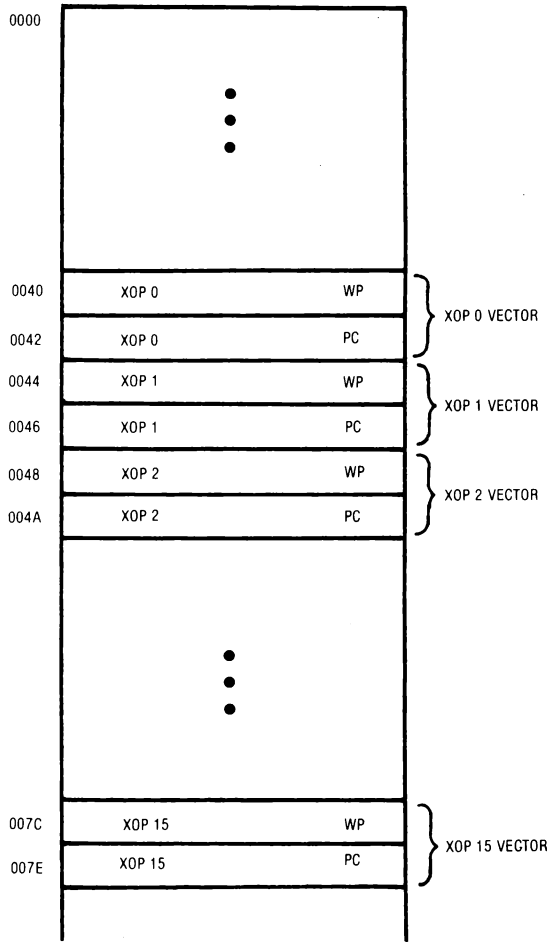 0000
0040 XOP 0 WP
XOP 0 VECTOR
0042 XOP 0 PC
0044 XOP 1 WP
XOP 1 VECTOR
0046 XOP 1 PC
0048 XOP 2 WP
XOP 2 VECTOR
004A XOP 2 PC
007C XOP 15 WP
XOP 15 VECTOR
007E XOP 15 PC